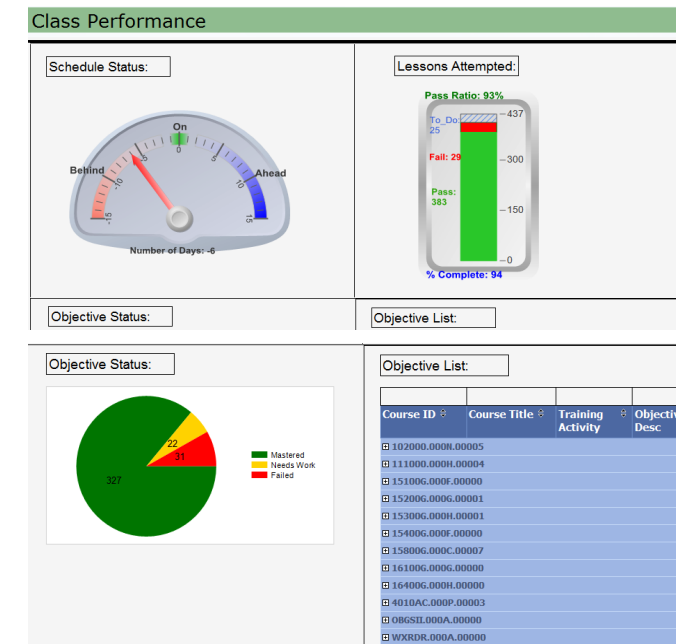 Class Performance
Schedule Status:
Lessons Attempted:
On
-5
0
5
Behind
-10
10
Ahead
-15
15
Number of Days: -6
Pass Ratio: 93%
To_Do:
25
437
Fail: 29
300
Pass:
383
150
0
% Complete: 94
Objective Status:
Objective List:
Objective Status:
Objective List:
22
31
327
Mastered
Needs Work
Failed
Course ID Course Title Training Activity Objectiv Desc
102000.000N.00005
111000.000H.00004
15100G.000F.00000
15200G.000G.00001
15300G.000H.00001
15400G.000F.00000
15800G.000C.00007
16100G.000G.00000
16400G.000H.00000
4010AC.000P.00003
OBGSIL000A.00000
WXRDR.000A.00000